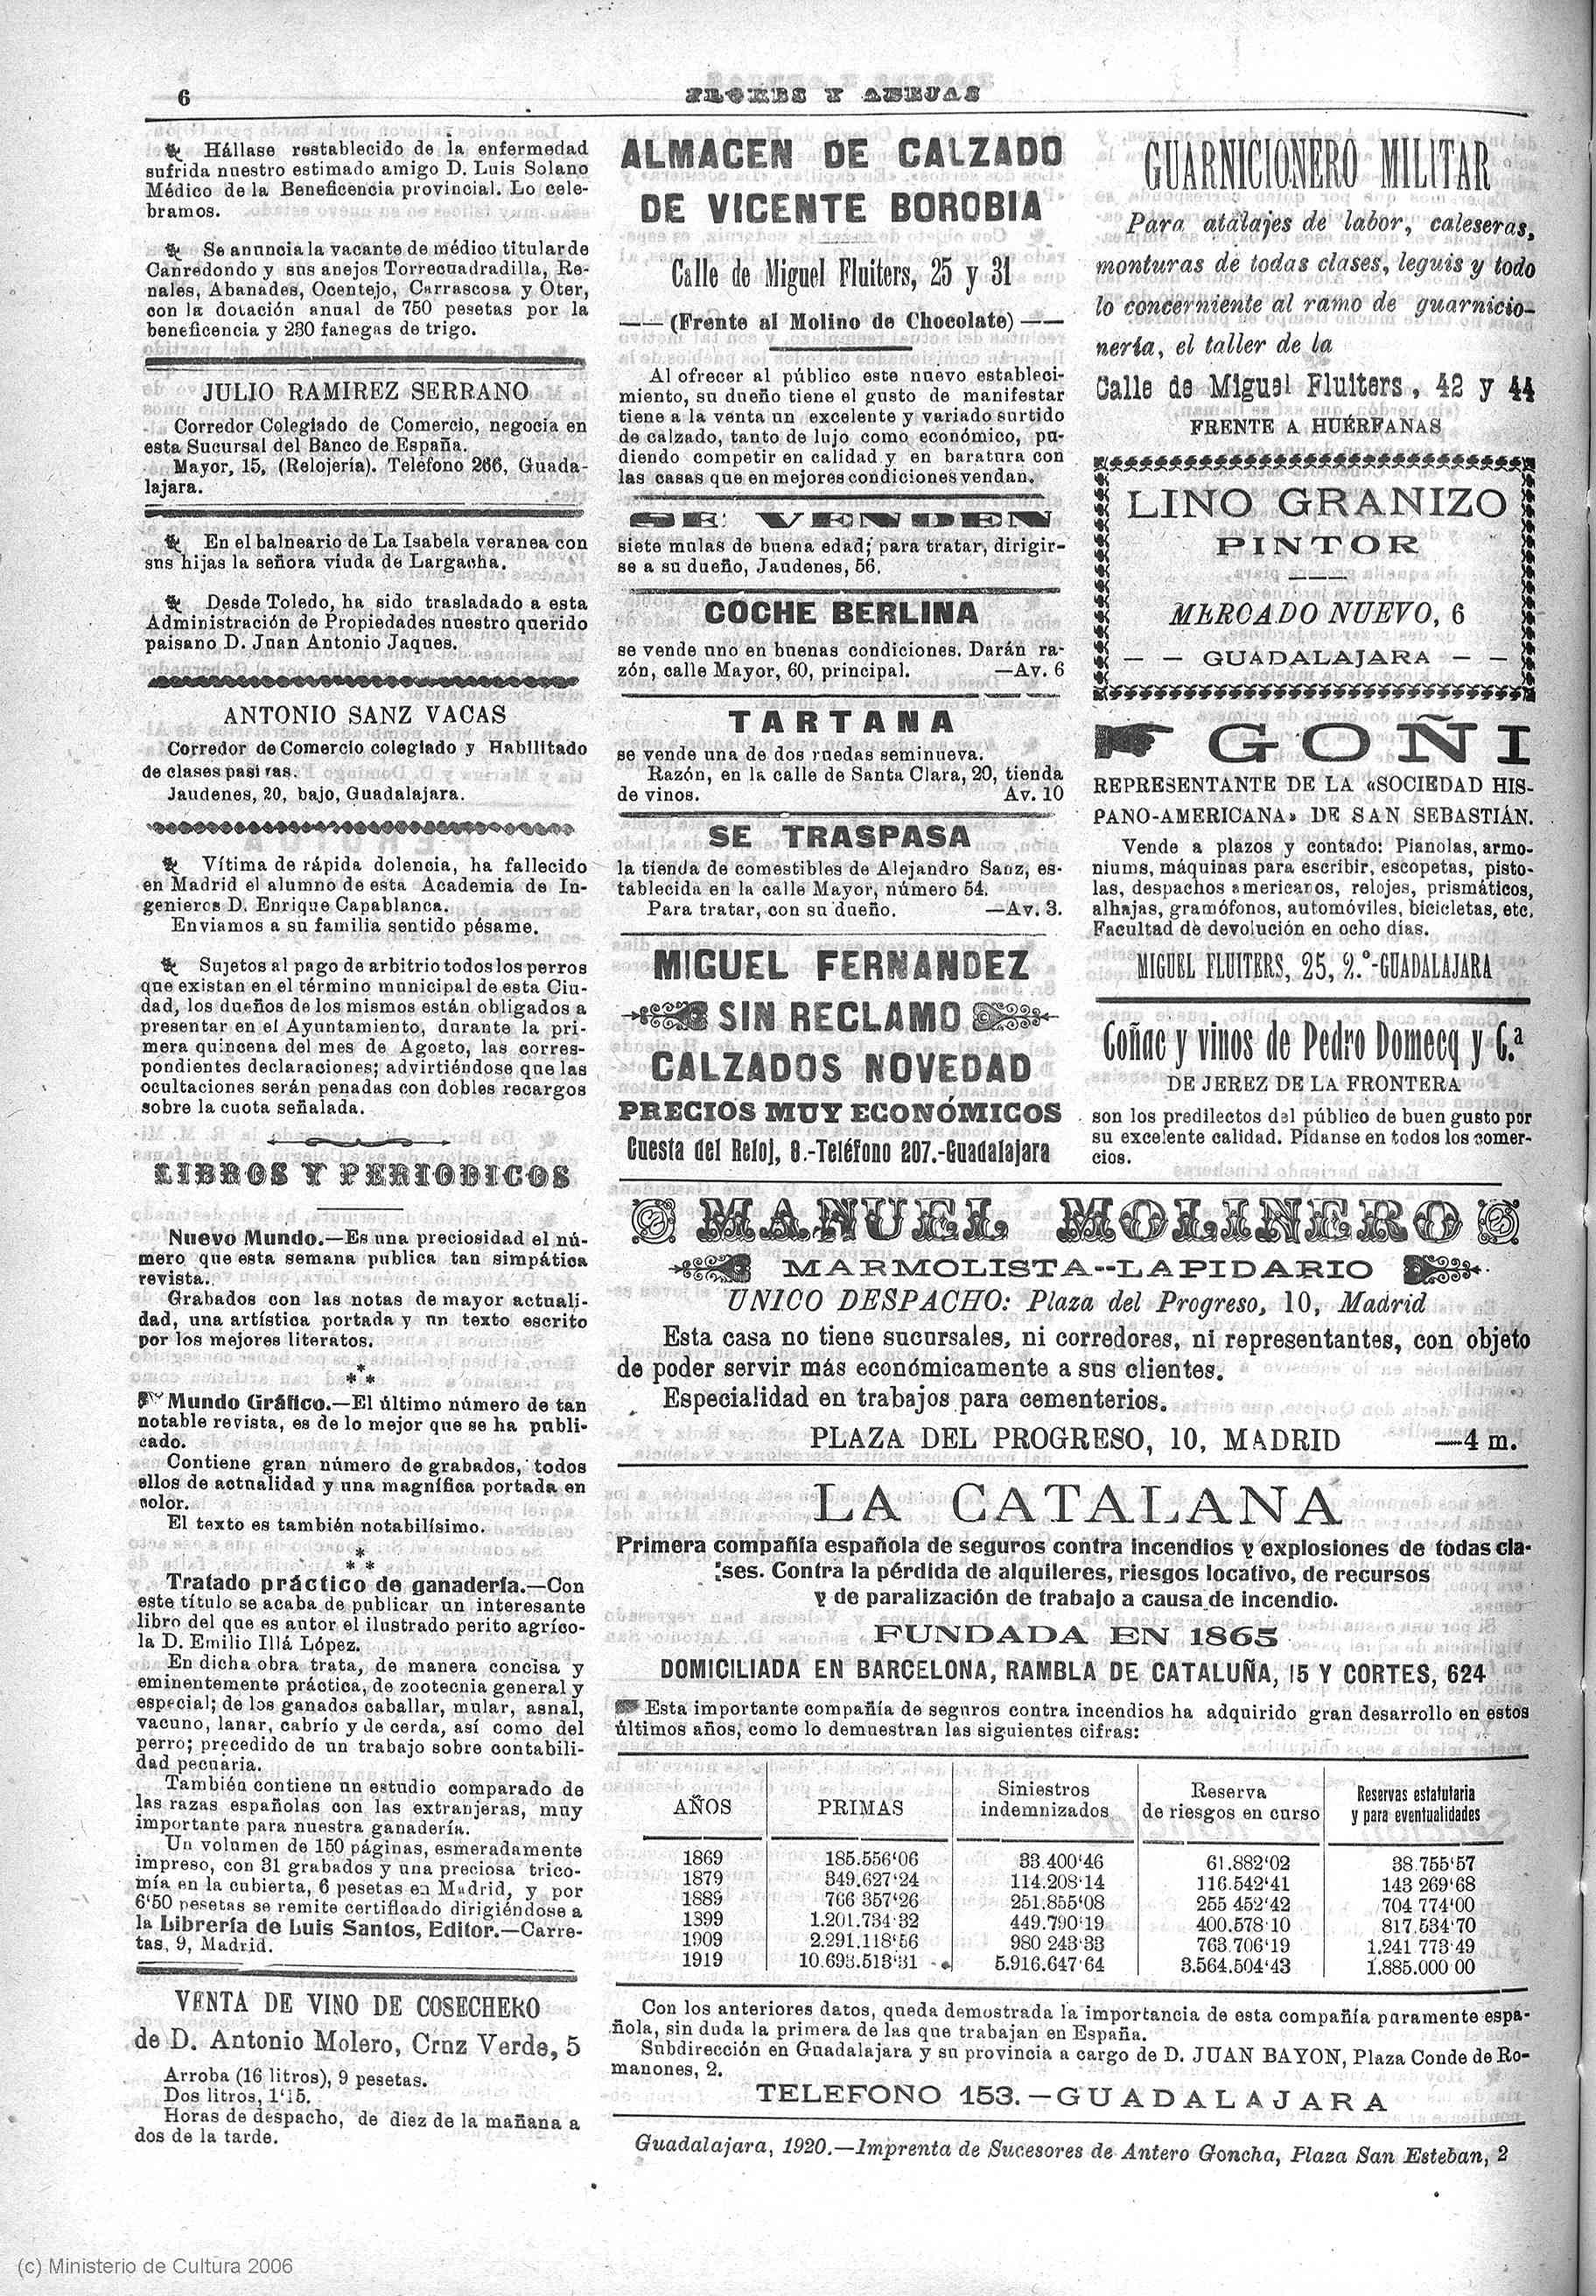 6
FLORES Y ABEJAS
Hállase restablecido de la enfermedad
sufrida nuestro estimado amigo D. Luis Solano
Médico de la Beneficencia provincial. Lo cele-
bramos.
Se anuncia la vacante de médico titular de
Canredondo y sus anejos Torrecuadradilla, Re-
nales, Abanades, Ocentejo, Carrascosa y Oter,
con la dotación anual de 750 pesetas por la
beneficencia y 230 fanegas de trigo.
JULIO RAMIREZ SERRANO
Corredor Colegiado de Comercio, negocia en
esta Sucursal del Banco de España.
Mayor, 15, (Relojería). Teléfono 266, Guada-
lajara.
En el balneario de La Isabela veranea con
sus hijas la señora viuda de Largacha.
Desde Toledo, ha sido trasladado a esta
Administración de Propiedades nuestro querido
paisano D. Juan Antonio Jaques.
ANTONIO SANZ VACAS
Corredor de Comercio colegiado y Habilitado
de clases pasivas.
Jaudenes, 20, bajo, Guadalajara.
Vítima de rápida dolencia, ha fallecido
en Madrid el alumno de esta Academia de In-
genieros D. Enrique Capablanca.
Enviamos a su familia sentido pésame.
Sujetos al pago de arbitrio todos los perros
que existan en el término municipal de esta Ciu-
dad, los dueños de los mismos están obligados a
presentar en el Ayuntamiento, durante la pri-
mera quincena del mes de Agosto, las corres-
pondientes declaraciones; advirtiéndose que las
ocultaciones serán penadas con dobles recargos
sobre la cuota señalada.
LIBROS Y PERIODICOS
Nuevo Mundo.—Es una preciosidad el nú-
mero que esta semana publica tan simpática
revista.
Grabados con las notas de mayor actuali-
dad, una artística portada y un texto escrito
por los mejores literatos.
* * *
Mundo Gráfico.—El último número de tan
notable revista, es de lo mejor que se ha publi-
cado.
Contiene gran número de grabados, todos
ellos de actualidad y una magnífica portada en
color.
El texto es también notabilísimo.
* * *
Tratado práctico de ganadería.—Con
este título se acaba de publicar un interesante
libro del que es autor el ilustrado perito agríco-
la D. Emilio Illá López.
En dicha obra trata, de manera concisa y
eminentemente práctica, de zootecnia general y
especial; de los ganados caballar, mular, asnal,
vacuno, lanar, cabrío y de cerda, así como del
perro; precedido de un trabajo sobre contabili-
dad pecuaria.
También contiene un estudio comparado de
las razas españolas con las extranjeras, muy
importante para nuestra ganadería.
Un volumen de 150 páginas, esmeradamente
impreso, con 31 grabados y una preciosa trico-
mía en la cubierta, 6 pesetas en Madrid, y por
6'50 pesetas se remite certificado dirigiéndose a
la Librería de Luis Santos, Editor.—Carre-
tas, 9, Madrid.
VENTA DE VINO DE COSECHERO
de D. Antonio Molero, Cruz Verde, 5
Arroba (16 litros), 9 pesetas.
Dos litros, 1'15.
Horas de despacho, de diez de la mañana a
dos de la tarde.
ALMACEN DE CALZADO
DE VICENTE BOROBIA
Calle de Miguel Fluiters, 25 y 31
—— (Frente al Molino de Chocolate) ——
Al ofrecer al público este nuevo estableci-
miento, su dueño tiene el gusto de manifestar
tiene a la venta un excelente y variado surtido
de calzado, tanto de lujo como económico, pu-
diendo competir en calidad y en baratura con
las casas que en mejores condiciones vendan.
SE VENDEN
siete mulas de buena edad; para tratar, dirigir-
se a su dueño, Jaudenes, 56.
COCHE BERLINA
se vende uno en buenas condiciones. Darán ra-
zón, calle Mayor, 60, principal. —Av. 6
TARTANA
se vende una de dos ruedas seminueva.
Razón, en la calle de Santa Clara, 20, tienda
de vinos. Av. 10
SE TRASPASA
la tienda de comestibles de Alejandro Sanz, es-
tablecida en la calle Mayor, número 54.
Para tratar, con su dueño. —Av. 3.
MIGUEL FERNANDEZ
SIN RECLAMO
CALZADOS NOVEDAD
PRECIOS MUY ECONÓMICOS
Cuesta del Reloj, 8.-Teléfono 207.-Guadalajara
GUARNICIONERO MILITAR
Para atalajes de labor, caleseras,
monturas de todas clases, leguis y todo
lo concerniente al ramo de guarnicio-
nería, el taller de la
Calle de Miguel Fluiters, 42 y 44
FRENTE A HUÉRFANAS
LINO GRANIZO
PINTOR
MERCADO NUEVO, 6
— — GUADALAJARA — —
GOÑI
REPRESENTANTE DE LA «SOCIEDAD HIS-
PANO-AMERICANA» DE SAN SEBASTIÁN.
Vende a plazos y contado: Pianolas, armo-
niums, máquinas para escribir, escopetas, pisto-
las, despachos americanos, relojes, prismáticos,
alhajas, gramófonos, automóviles, bicicletas, etc.
Facultad de devolución en ocho días.
MIGUEL FLUITERS, 25, 2.°-GUADALAJARA
Coñac y vinos de Pedro Domecq y C.ª
DE JEREZ DE LA FRONTERA
son los predilectos del público de buen gusto por
su excelente calidad. Pídanse en todos los comer-
cios.
MANUEL MOLINERO
MARMOLISTA--LAPIDARIO
UNICO DESPACHO: Plaza del Progreso, 10, Madrid
Esta casa no tiene sucursales, ni corredores, ni representantes, con objeto
de poder servir más económicamente a sus clientes.
Especialidad en trabajos para cementerios.
PLAZA DEL PROGRESO, 10, MADRID —4 m.
LA CATALANA
Primera compañía española de seguros contra incendios y explosiones de todas cla-
ses. Contra la pérdida de alquileres, riesgos locativo, de recursos
y de paralización de trabajo a causa de incendio.
FUNDADA EN 1865
DOMICILIADA EN BARCELONA, RAMBLA DE CATALUÑA, 15 Y CORTES, 624
Esta importante compañía de seguros contra incendios ha adquirido gran desarrollo en estos
últimos años, como lo demuestran las siguientes cifras:
AÑOS PRIMAS Siniestros indemnizados Reserva de riesgos en curso Reservas estatutaria y para eventualidades
1869 185.556'06 33.400'46 61.882'02 38.755'57
1879 349.627'24 114.208'14 116.542'41 143 269'68
1889 766 357'26 251.855'08 255 452'42 704 774'00
1899 1.201.734'32 449.790'19 400.578'10 817.534'70
1909 2.291.118'56 980 243'33 763.706'19 1.241 773'49
1919 10.693.513'31 5.916.647'64 3.564.504'43 1.885.000 00
Con los anteriores datos, queda demostrada la importancia de esta compañía puramente espa-
ñola, sin duda la primera de las que trabajan en España.
Subdirección en Guadalajara y su provincia a cargo de D. JUAN BAYON, Plaza Conde de Ro-
manones, 2.
TELEFONO 153.—GUADALAJARA
Guadalajara, 1920.—Imprenta de Sucesores de Antero Concha, Plaza San Esteban, 2
(c) Ministerio de Cultura 2006